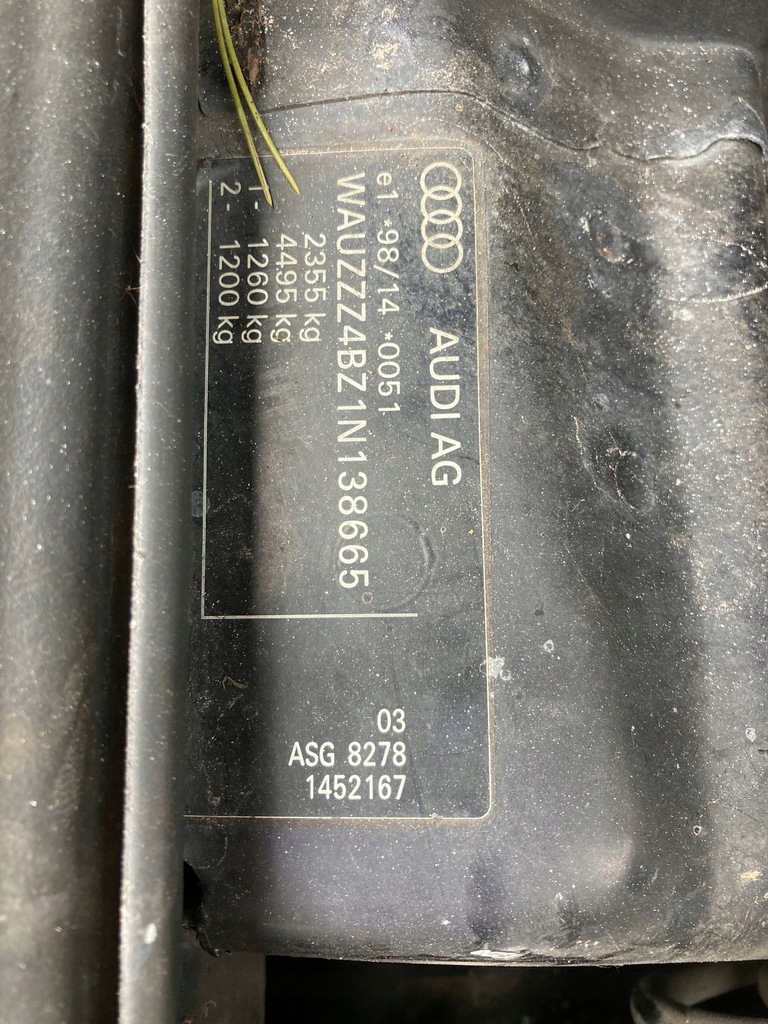 AUDI AG
e1 *98/14 *0051
WAUZZZ4BZ1N138665
2355 kg
4495 kg
1- 1260 kg
2- 1200 kg
03
ASG 8278
1452167